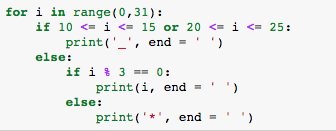 for i in range(0,31):
    if 10 <= i <= 15 or 20 <= i <= 25:
        print('_', end = ' ')
    else:
        if i % 3 == 0:
            print(i, end = ' ')
        else:
            print('*', end = ' ')